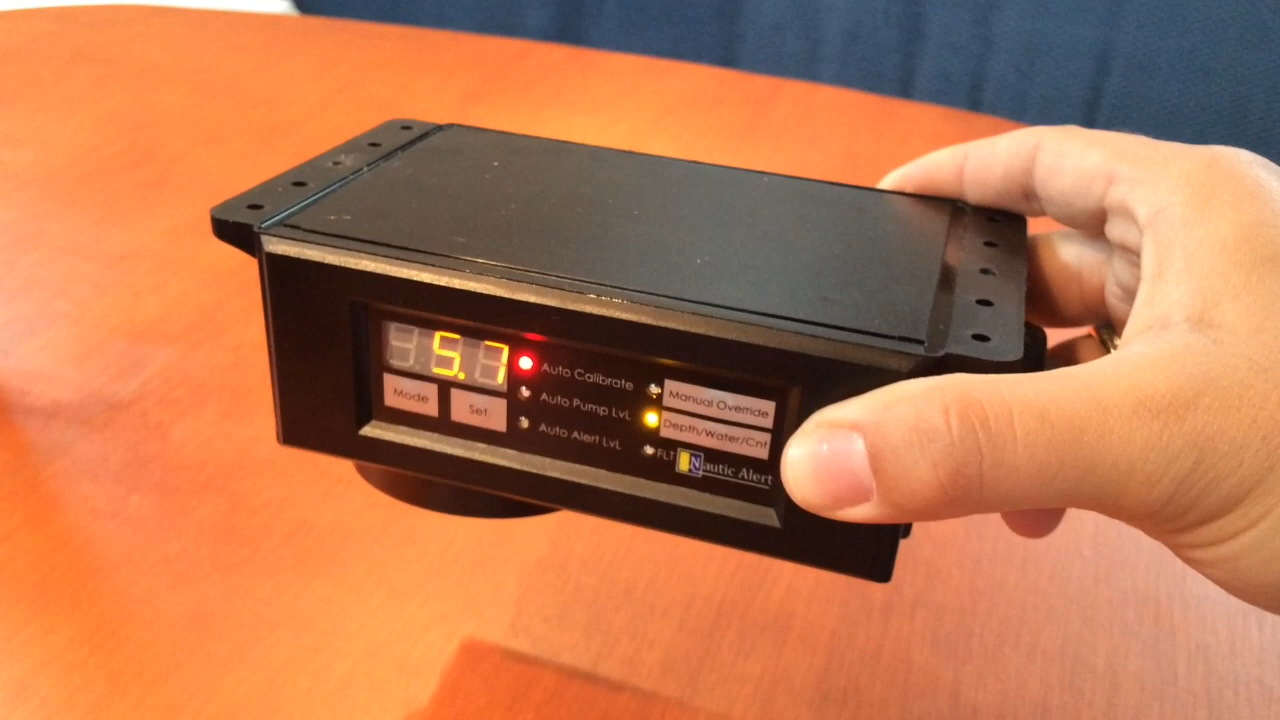 5.7
Mode
Set
Auto Calibrate
Auto Pump LvL
Auto Alert LvL
Manual Override
Depth/Water/Cnt
FLT
Nautic Alert